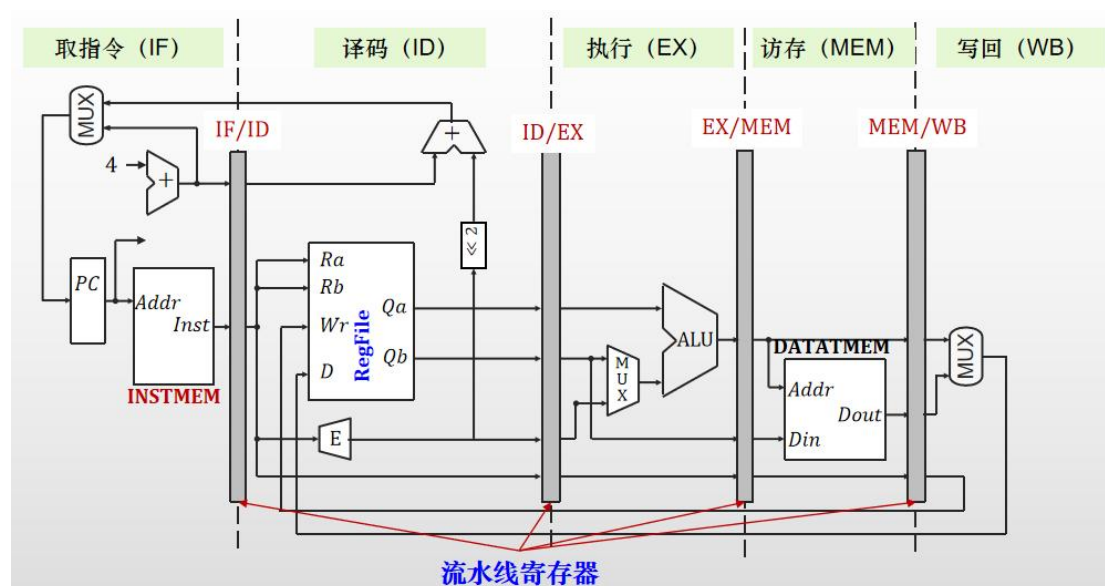 取指令（IF）
译码（ID）
执行（EX）
访存（MEM）
写回（WB）
MUX
IF/ID
ID/EX
EX/MEM
MEM/WB
+
4
+
<< 2
PC
Addr
Inst
INSTMEM
Ra
Rb
Wr
D
Qa
Qb
RegFile
E
MUX
ALU
DATATMEM
Addr
Dout
Din
MUX
流水线寄存器